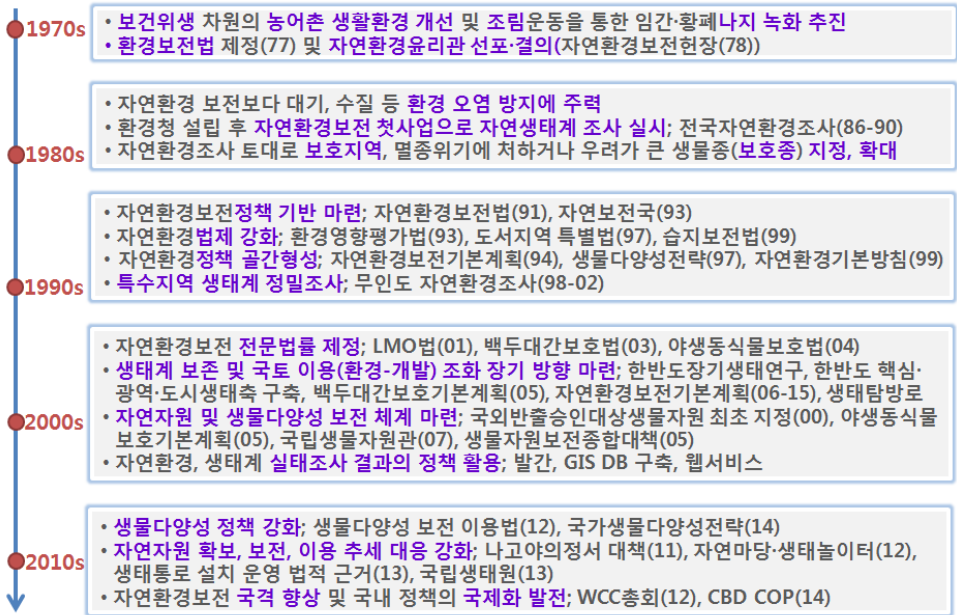 1970s
• 보건위생 차원의 농어촌 생활환경 개선 및 조림운동을 통한 임간·황폐나지 녹화 추진
• 환경보전법 제정(77) 및 자연환경윤리관 선포·결의(자연환경보전헌장(78))
1980s
• 자연환경 보전보다 대기, 수질 등 환경 오염 방지에 주력
• 환경청 설립 후 자연환경보전 첫사업으로 자연생태계 조사 실시; 전국자연환경조사(86-90)
• 자연환경조사 토대로 보호지역, 멸종위기에 처하거나 우려가 큰 생물종(보호종) 지정, 확대
1990s
• 자연환경보전정책 기반 마련; 자연환경보전법(91), 자연보전국(93)
• 자연환경법제 강화; 환경영향평가법(93), 도서지역 특별법(97), 습지보전법(99)
• 자연환경정책 골간형성; 자연환경보전기본계획(94), 생물다양성전략(97), 자연환경기본방침(99)
• 특수지역 생태계 정밀조사; 무인도 자연환경조사(98-02)
2000s
• 자연환경보전 전문법률 제정; LMO법(01), 백두대간보호법(03), 야생동식물보호법(04)
• 생태계 보존 및 국토 이용(환경-개발) 조화 장기 방향 마련; 한반도장기생태연구, 한반도 핵심·
광역·도시생태축 구축, 백두대간보호기본계획(05), 자연환경보전기본계획(06-15), 생태탐방로
• 자연자원 및 생물다양성 보전 체계 마련; 국외반출승인대상생물자원 최초 지정(00), 야생동식물
보호기본계획(05), 국립생물자원관(07), 생물자원보전종합대책(05)
• 자연환경, 생태계 실태조사 결과의 정책 활용; 발간, GIS DB 구축, 웹서비스
2010s
• 생물다양성 정책 강화; 생물다양성 보전 이용법(12), 국가생물다양성전략(14)
• 자연자원 확보, 보전, 이용 추세 대응 강화; 나고야의정서 대책(11), 자연마당·생태놀이터(12),
생태통로 설치 운영 법적 근거(13), 국립생태원(13)
• 자연환경보전 국격 향상 및 국내 정책의 국제화 발전; WCC총회(12), CBD COP(14)